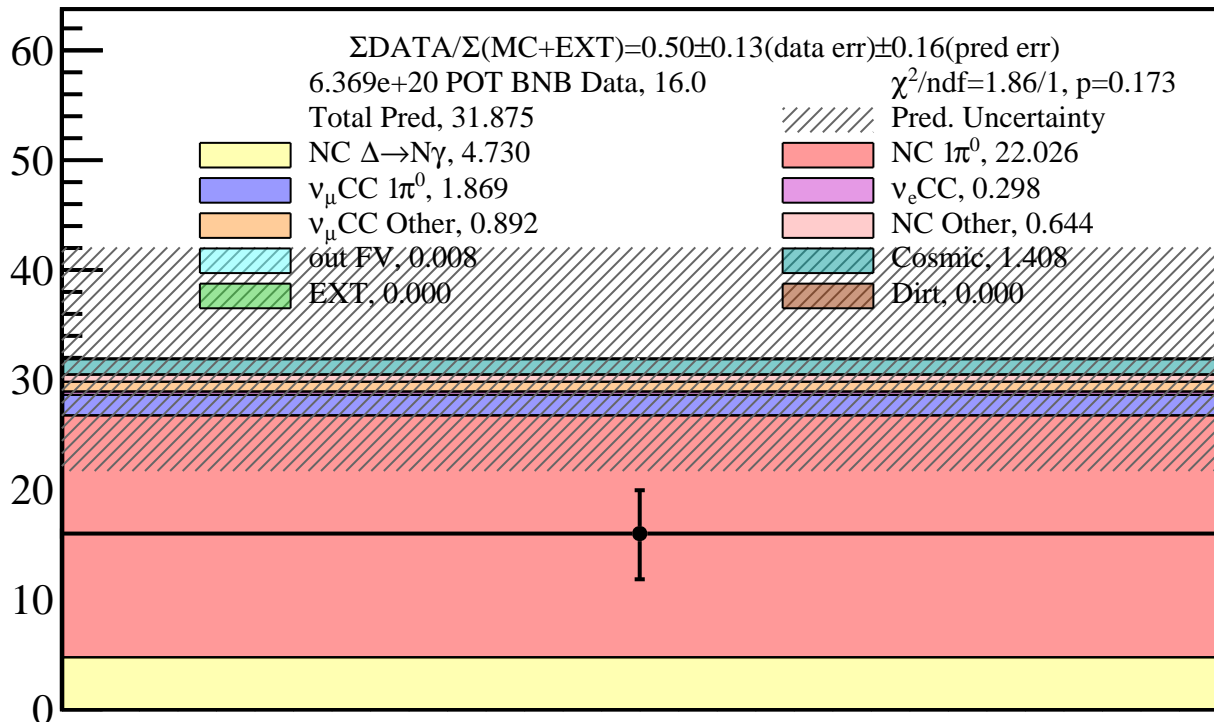 ΣDATA/Σ(MC+EXT)=0.50±0.13(data err)±0.16(pred err)
6.369e+20 POT BNB Data, 16.0
χ²/ndf=1.86/1, p=0.173
Total Pred, 31.875
Pred. Uncertainty
NC Δ→Nγ, 4.730
NC 1π⁰, 22.026
ν_μCC 1π⁰, 1.869
ν_eCC, 0.298
ν_μCC Other, 0.892
NC Other, 0.644
out FV, 0.008
Cosmic, 1.408
EXT, 0.000
Dirt, 0.000
60
50
40
30
20
10
0